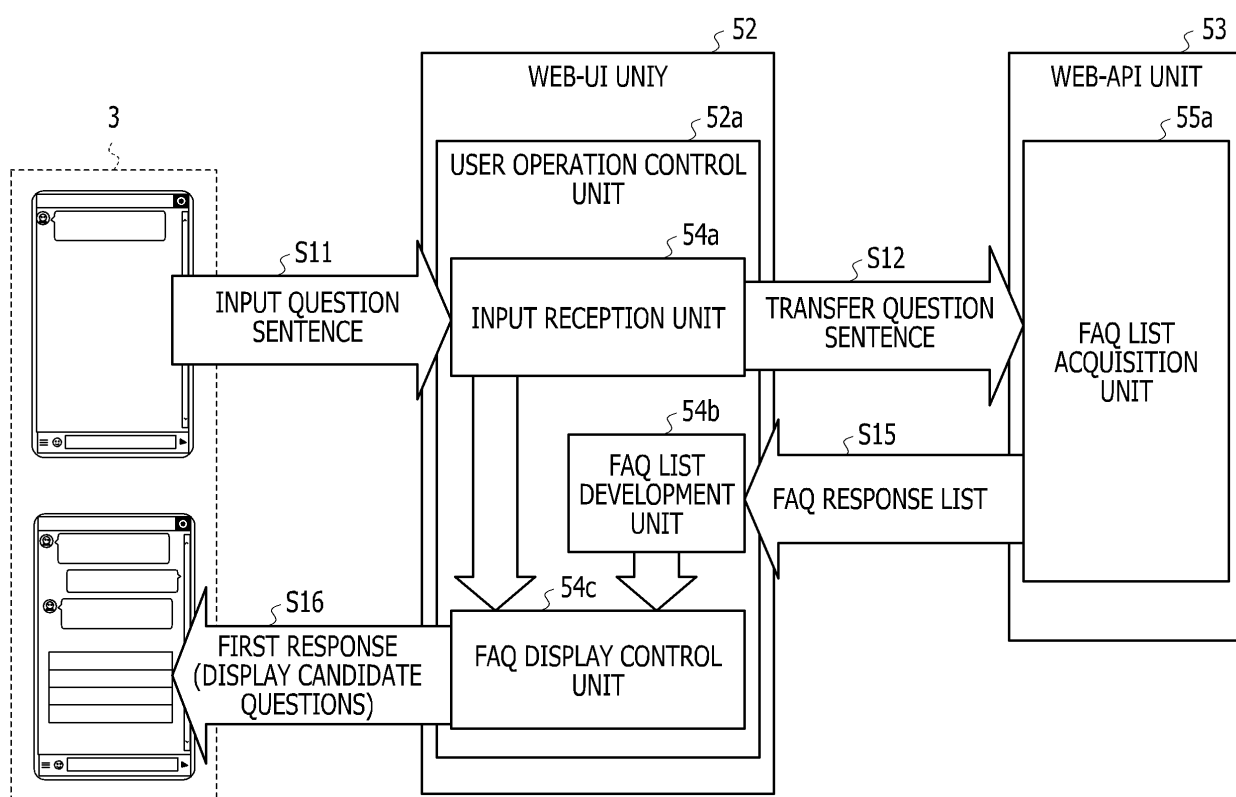 52
53
WEB-UI UNIY
WEB-API UNIT
3
52a
55a
USER OPERATION CONTROL
UNIT
54a
S11
S12
INPUT QUESTION
SENTENCE
INPUT RECEPTION UNIT
TRANSFER QUESTION
SENTENCE
FAQ LIST
ACQUISITION
UNIT
54b
S15
FAQ LIST
DEVELOPMENT
UNIT
FAQ RESPONSE LIST
S16
54c
FIRST RESPONSE
(DISPLAY CANDIDATE
QUESTIONS)
FAQ DISPLAY CONTROL
UNIT